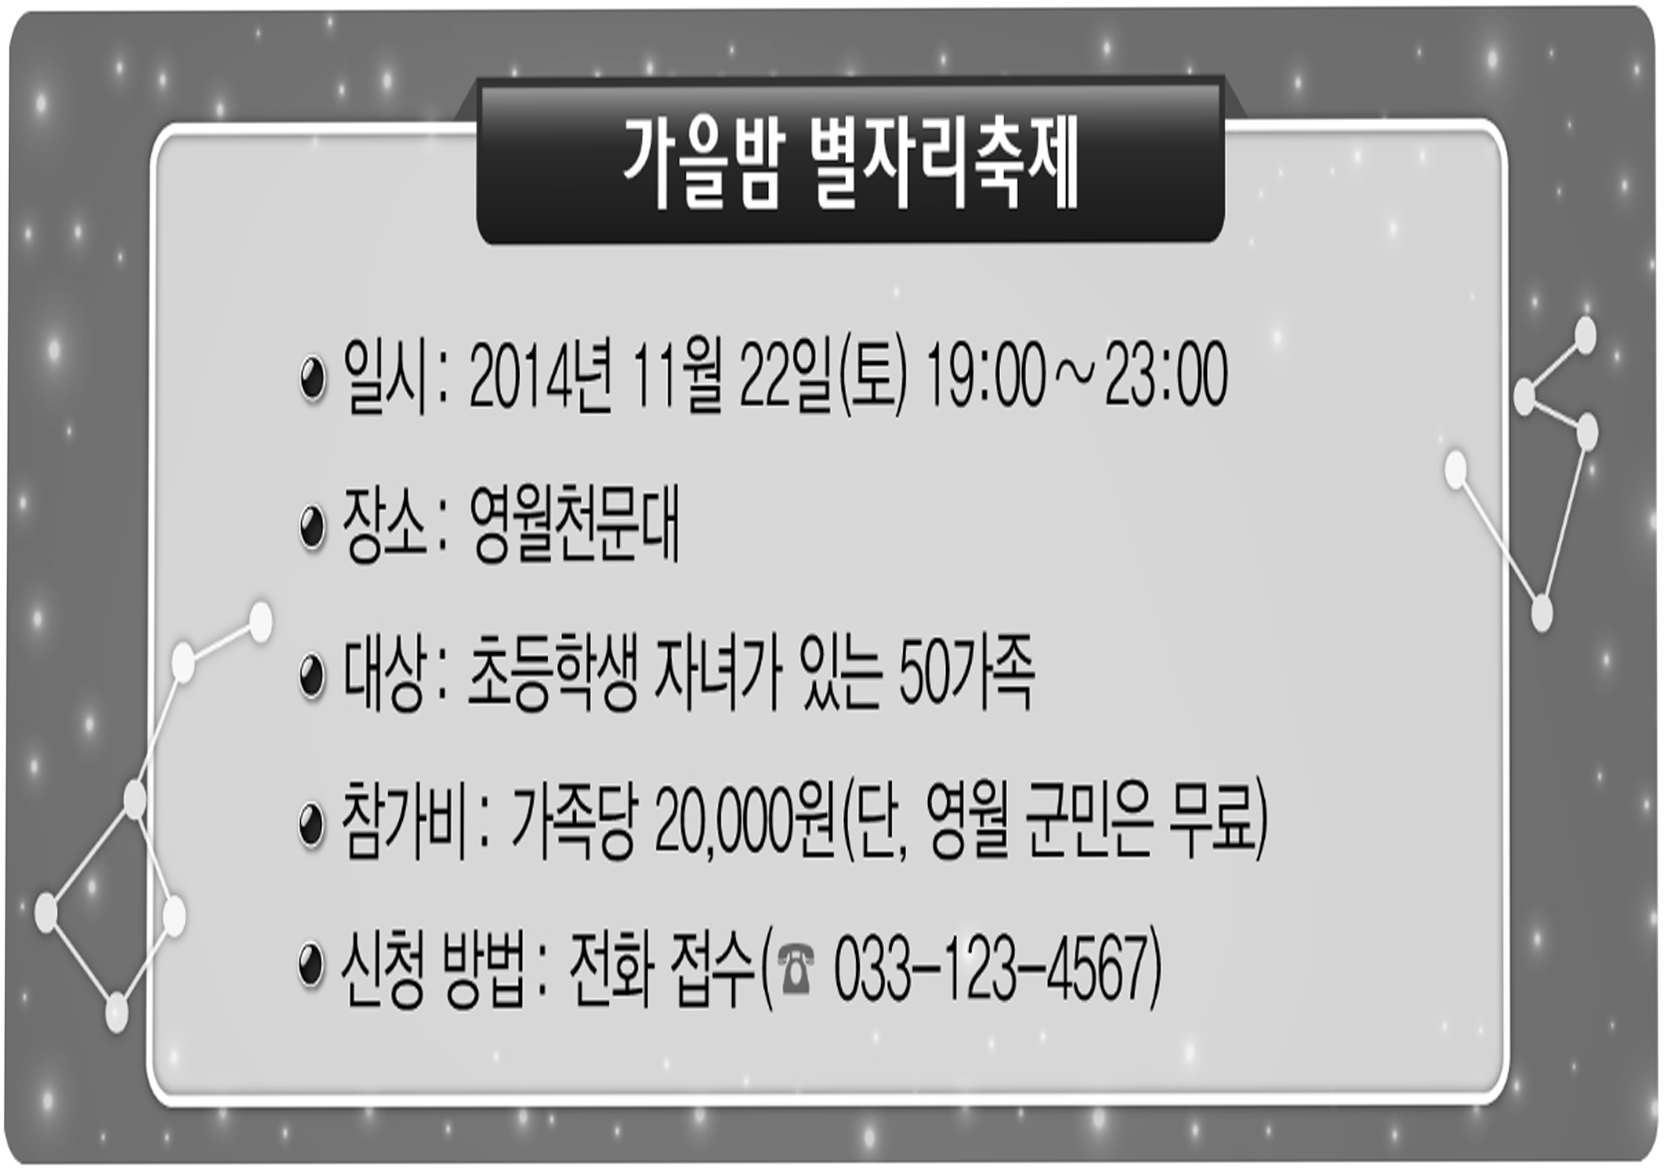 가을밤 별자리축제
일시: 2014년 11월 22일(토) 19:00~23:00
장소: 영월천문대
대상: 초등학생 자녀가 있는 50가족
참가비: 가족당 20,000원(단, 영월 군민은 무료)
신청 방법: 전화 접수(☎ 033-123-4567)